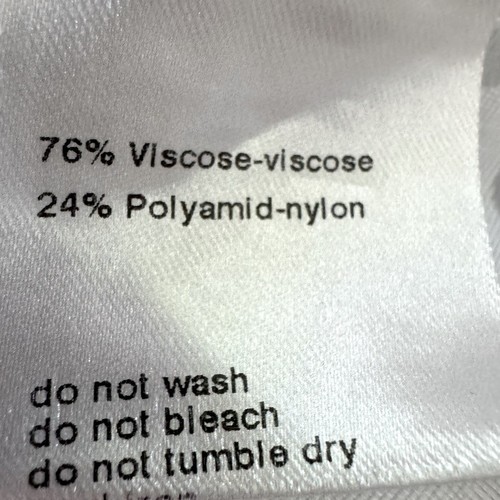 76% Viscose-viscose
24% Polyamid-nylon
do not wash
do not bleach
do not tumble dry